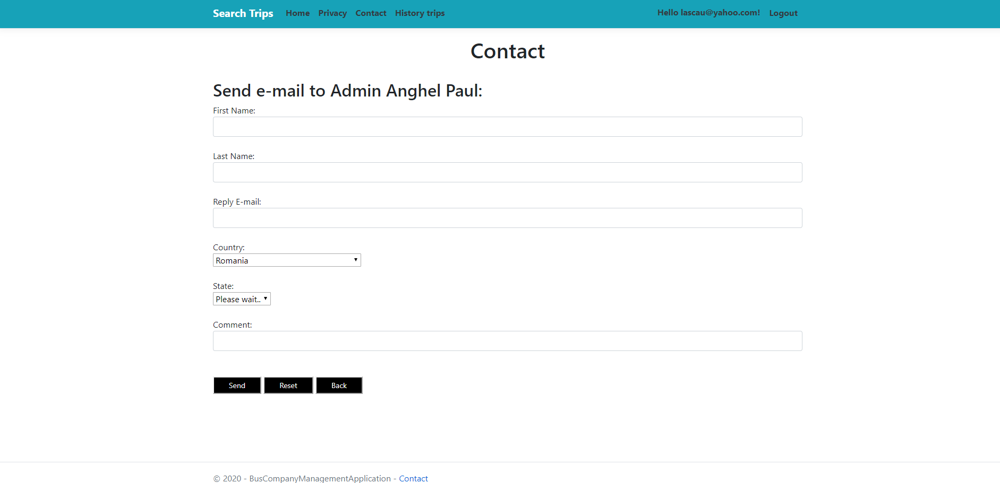 Search Trips Home Privacy Contact History trips Hello lascau@yahoo.com! Logout
Contact
Send e-mail to Admin Anghel Paul:
First Name:
Last Name:
Reply E-mail:
Country:
Romania
State:
Please wait..
Comment:
Send Reset Back
© 2020 - BusCompanyManagementApplication - Contact